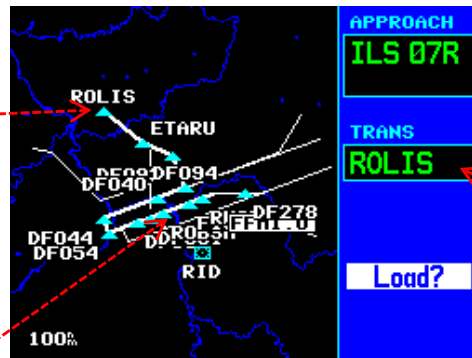 APPROACH
ILS 07R
ROLIS
ETARU
TRANS
ROLIS
DF094
DF040
DF278
DF044
DF054
RID
Load?
100